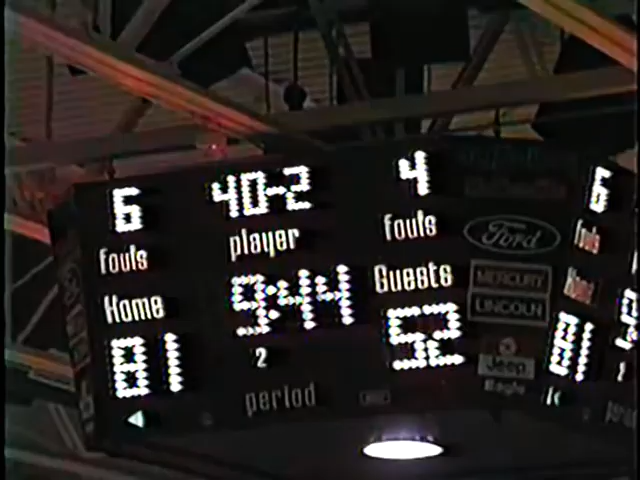 6 40-2 4
fouls player fouls
Home 9:44 Guests
81 2 52
period
Ford
MERCURY
LINCOLN
Jeep
Eagle
6
fouls
81